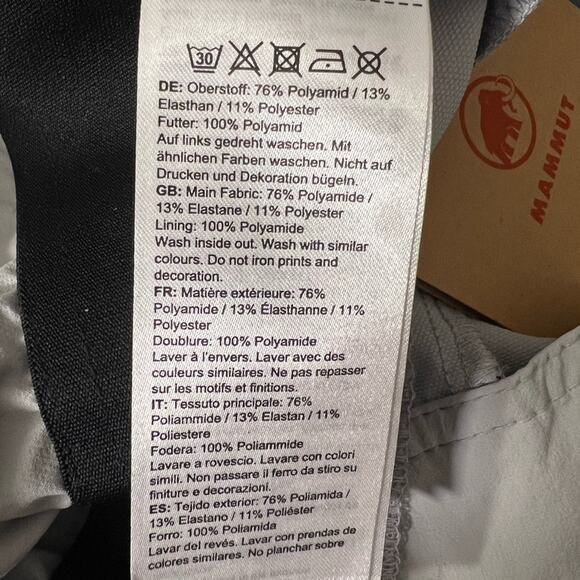 30
DE: Oberstoff: 76% Polyamid / 13%
Elasthan / 11% Polyester
Futter: 100% Polyamid
Auf links gedreht waschen. Mit
ähnlichen Farben waschen. Nicht auf
Drucken und Dekoration bügeln.
GB: Main Fabric: 76% Polyamide /
13% Elastane / 11% Polyester
Lining: 100% Polyamide
Wash inside out. Wash with similar
colours. Do not iron prints and
decoration.
FR: Matière extérieure: 76%
Polyamide / 13% Élasthanne / 11%
Polyester
Doublure: 100% Polyamide
Laver à l'envers. Laver avec des
couleurs similaires. Ne pas repasser
sur les motifs et finitions.
IT: Tessuto principale: 76%
Poliammide / 13% Elastan / 11%
Poliestere
Fodera: 100% Poliammide
Lavare a rovescio. Lavare con colori
simili. Non passare il ferro da stiro su
finiture e decorazioni.
ES: Tejido exterior: 76% Poliamida /
13% Elastano / 11% Poliéster
Forro: 100% Poliamida
Lavar del revés. Lavar con prendas de
colores similares. No planchar sobre
MAMMUT